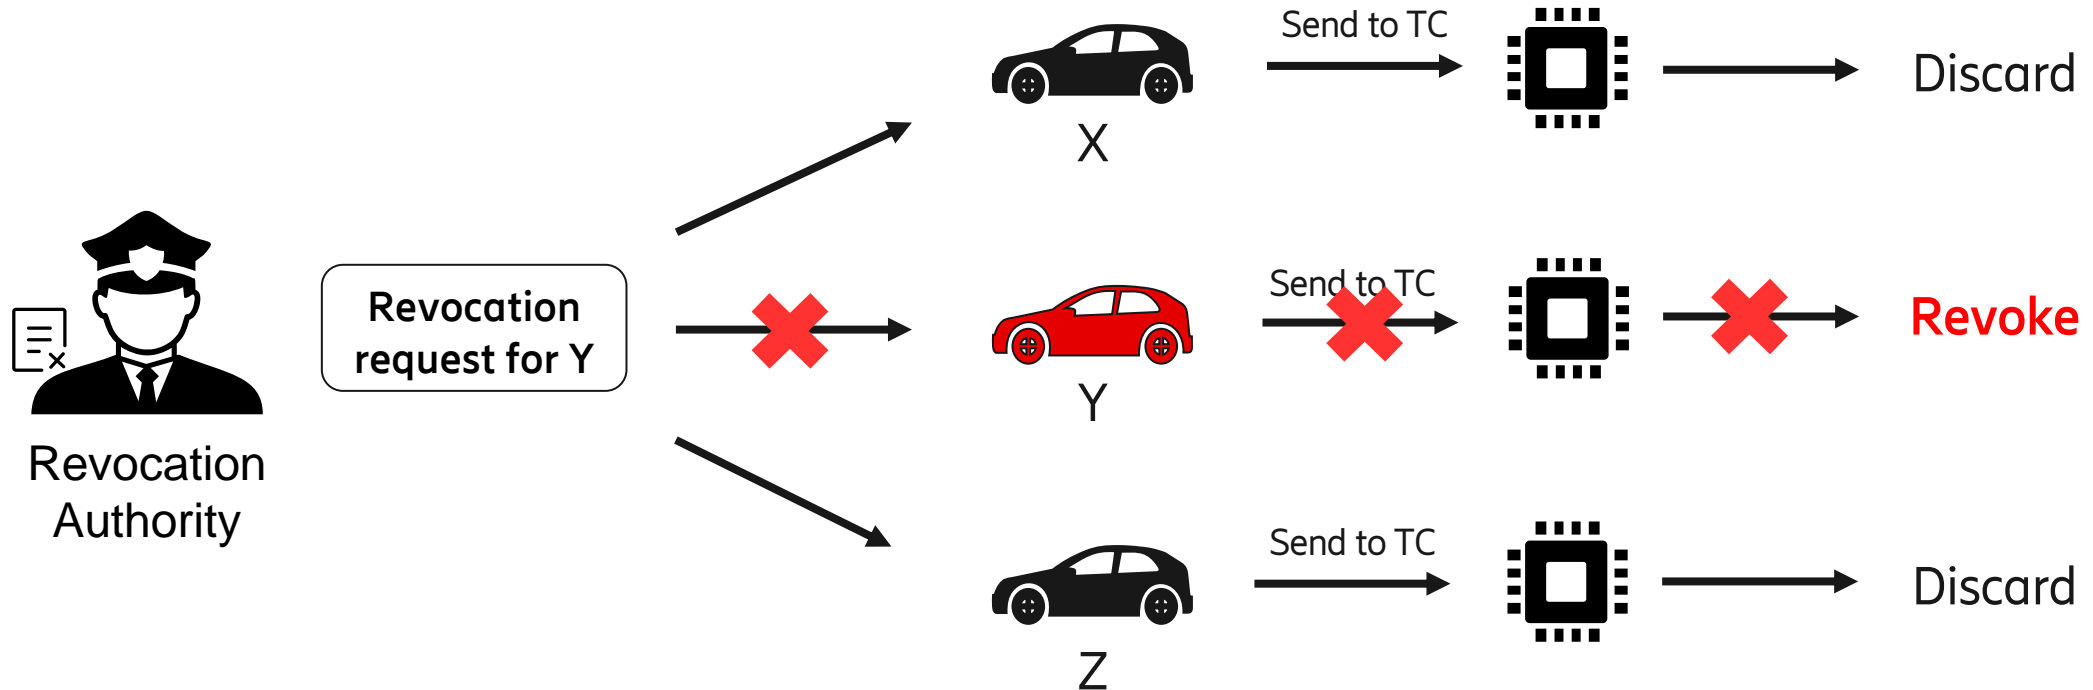 Send to TC
Discard
X
Revocation
request for Y
Send to TC
Revoke
Y
Revocation
Authority
Send to TC
Discard
Z